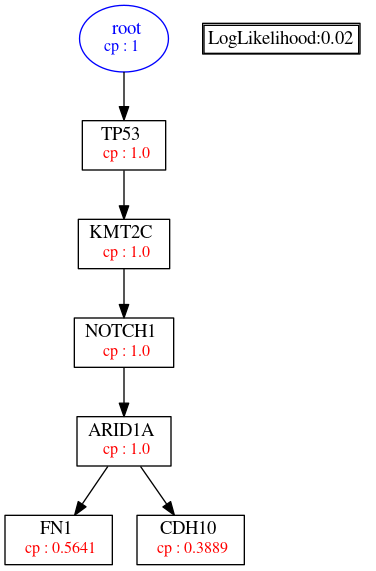 root
cp : 1
LogLikelihood:0.02
TP53
cp : 1.0
KMT2C
cp : 1.0
NOTCH1
cp : 1.0
ARID1A
cp : 1.0
FN1
cp : 0.5641
CDH10
cp : 0.3889